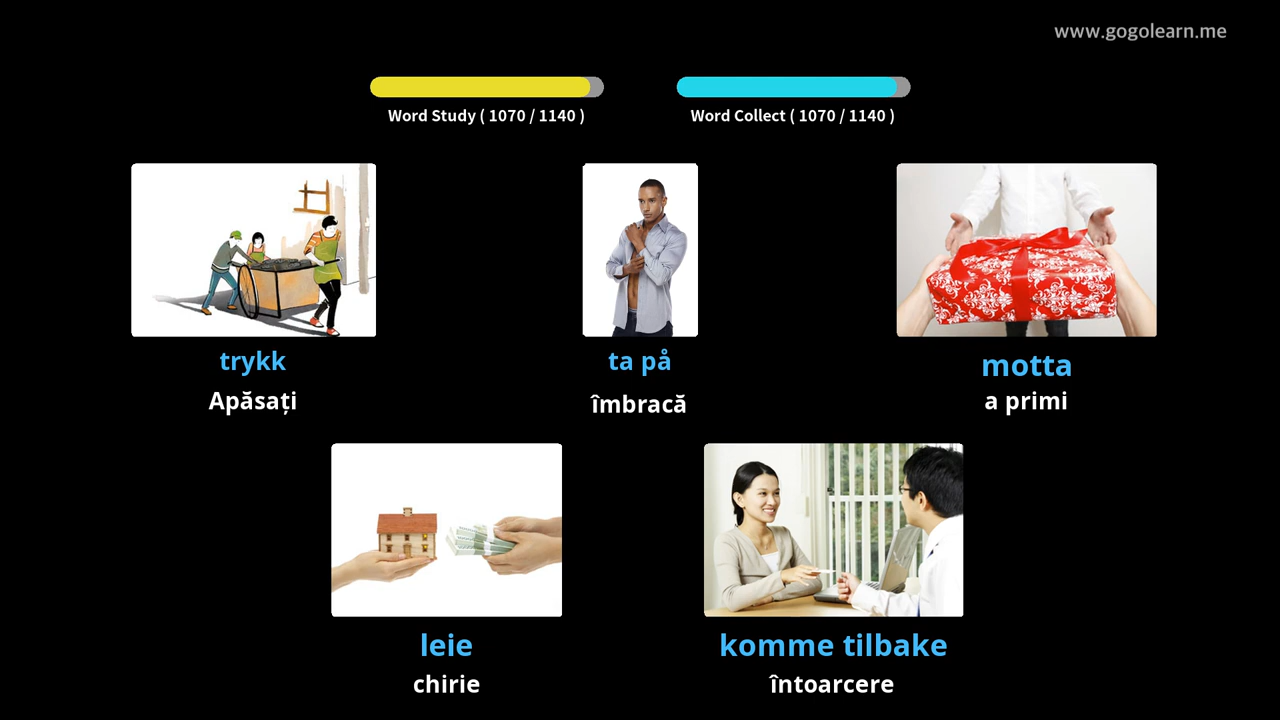 www.gogolearn.me
Word Study ( 1070 / 1140 )
Word Collect ( 1070 / 1140 )
trykk
Apăsați
ta på
îmbracă
motta
a primi
leie
chirie
komme tilbake
întoarcere